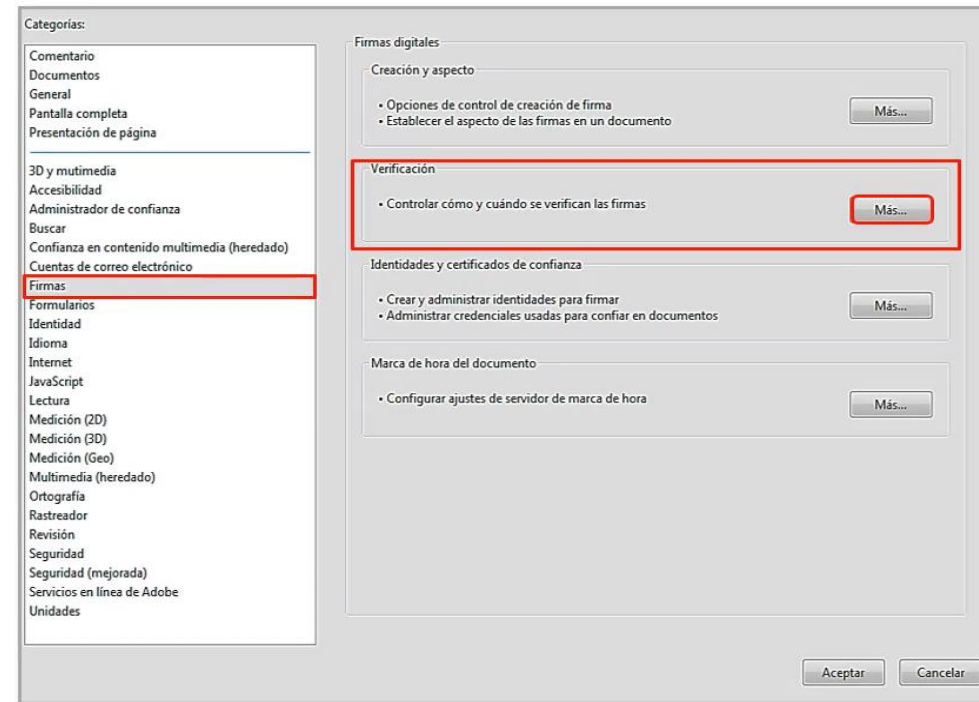 Categorías:
Comentario
Documentos
General
Pantalla completa
Presentación de página
3D y mutimedia
Accesibilidad
Administrador de confianza
Buscar
Confianza en contenido multimedia (heredado)
Cuentas de correo electrónico
Firmas
Formularios
Identidad
Idioma
Internet
JavaScript
Lectura
Medición (2D)
Medición (3D)
Medición (Geo)
Multimedia (heredado)
Ortografía
Rastreador
Revisión
Seguridad
Seguridad (mejorada)
Servicios en línea de Adobe
Unidades
Firmas digitales
Creación y aspecto
• Opciones de control de creación de firma
• Establecer el aspecto de las firmas en un documento
Más...
Verificación
• Controlar cómo y cuándo se verifican las firmas
Más...
Identidades y certificados de confianza
• Crear y administrar identidades para firmar
• Administrar credenciales usadas para confiar en documentos
Más...
Marca de hora del documento
• Configurar ajustes de servidor de marca de hora
Más...
Aceptar
Cancelar